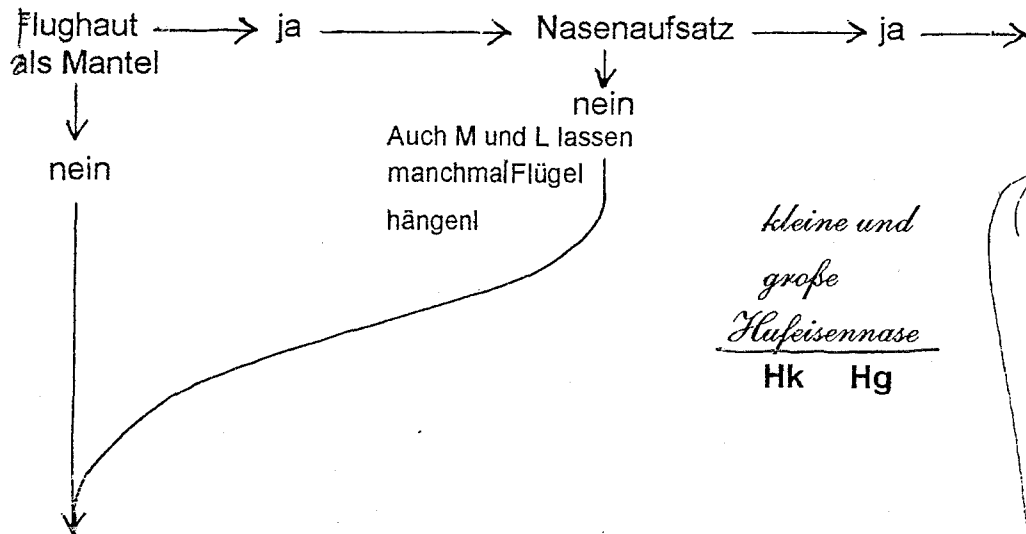 Flughaut
als Mantel
ja
Nasenaufsatz
ja
nein
nein
Auch M und L lassen
manchmal Flügel
hängen!
kleine und
große
Hufeisennase
Hk Hg